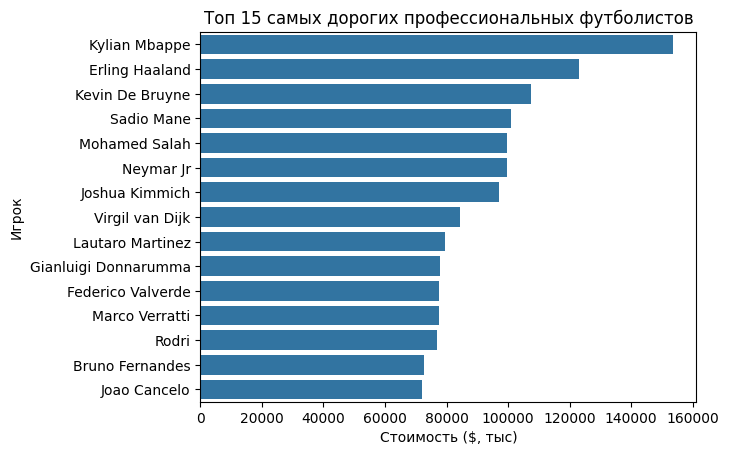 Топ 15 самых дорогих профессиональных футболистов
Игрок
Kylian Mbappe
Erling Haaland
Kevin De Bruyne
Sadio Mane
Mohamed Salah
Neymar Jr
Joshua Kimmich
Virgil van Dijk
Lautaro Martinez
Gianluigi Donnarumma
Federico Valverde
Marco Verratti
Rodri
Bruno Fernandes
Joao Cancelo
0 20000 40000 60000 80000 100000 120000 140000 160000
Стоимость ($, тыс)